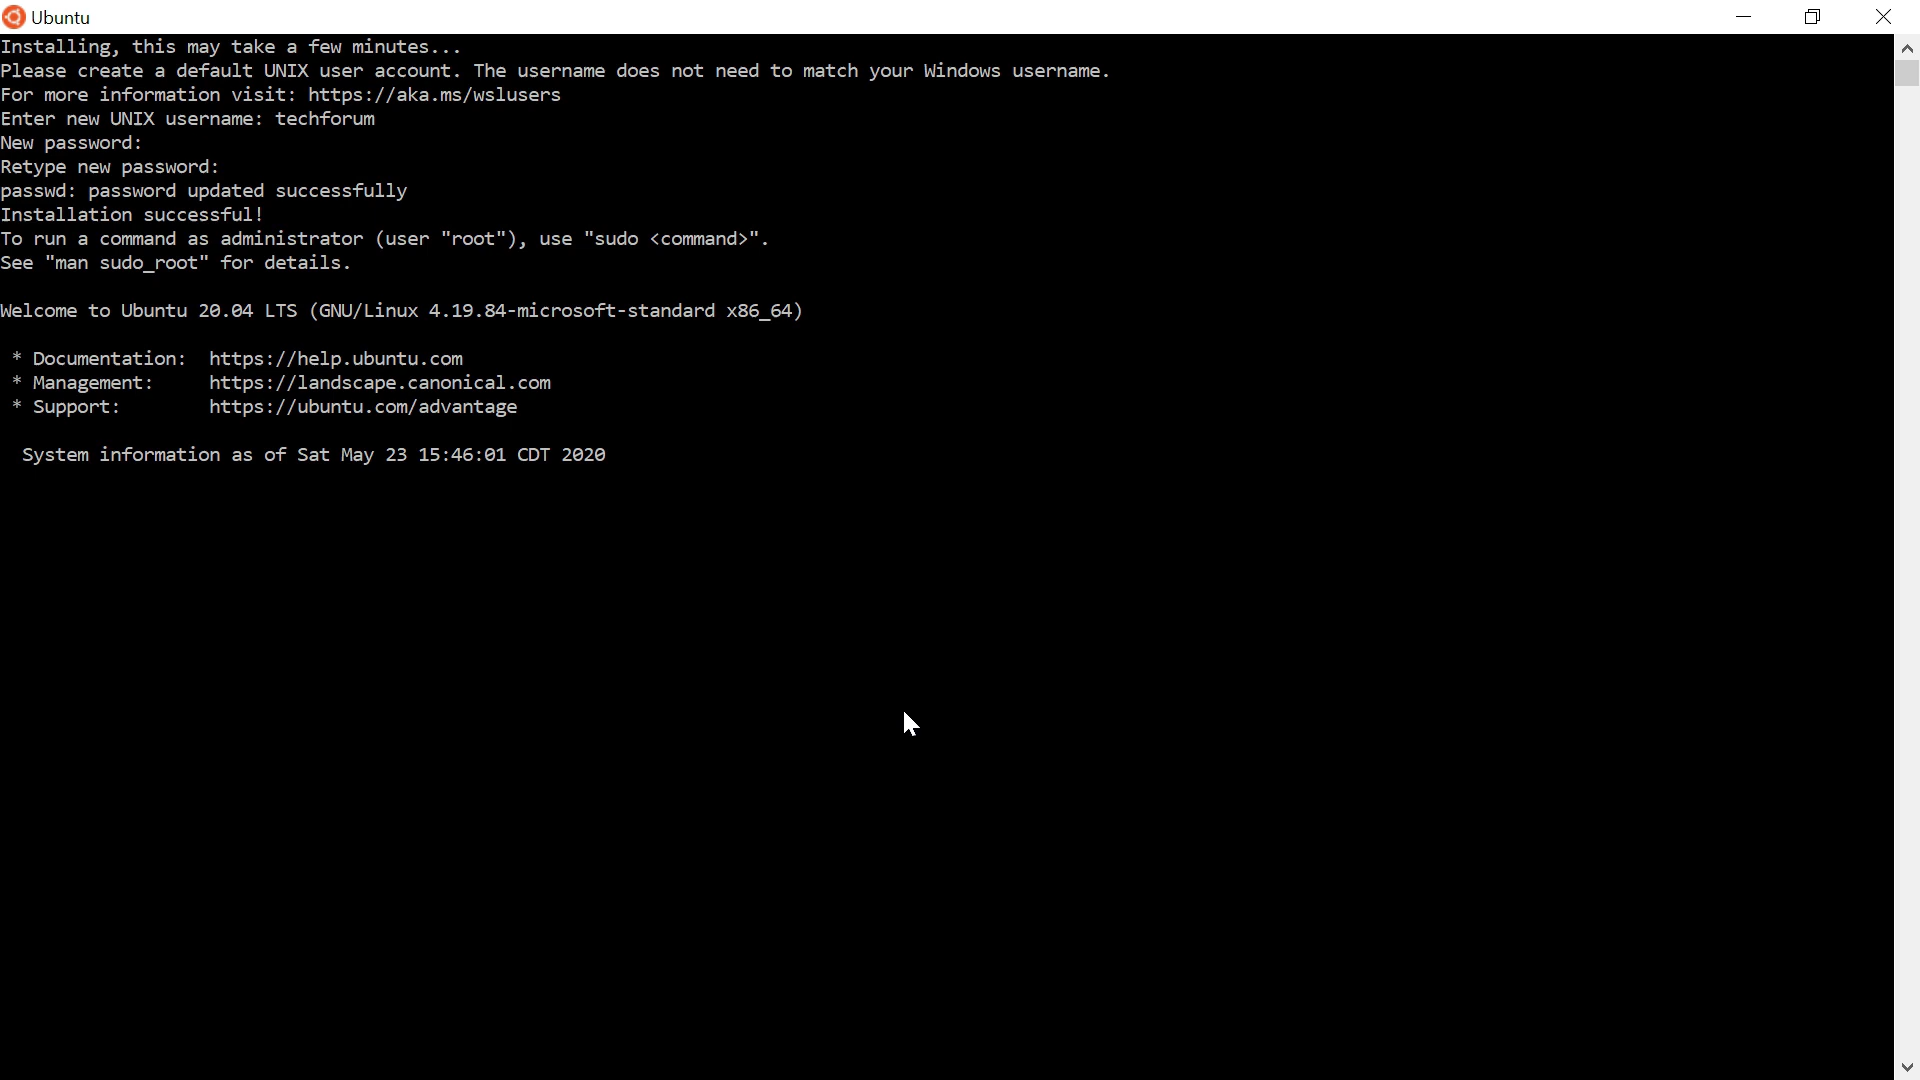 Ubuntu
Installing, this may take a few minutes...
Please create a default UNIX user account. The username does not need to match your Windows username.
For more information visit: https://aka.ms/wslusers
Enter new UNIX username: techforum
New password:
Retype new password:
passwd: password updated successfully
Installation successful!
To run a command as administrator (user "root"), use "sudo <command>".
See "man sudo_root" for details.
Welcome to Ubuntu 20.04 LTS (GNU/Linux 4.19.84-microsoft-standard x86_64)
* Documentation:  https://help.ubuntu.com
* Management:     https://landscape.canonical.com
* Support:        https://ubuntu.com/advantage
System information as of Sat May 23 15:46:01 CDT 2020